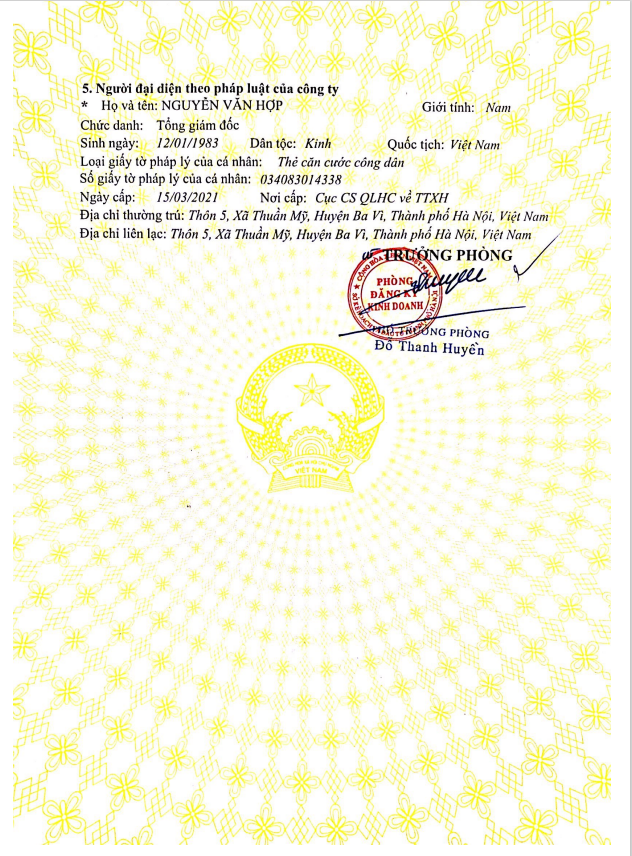 5. Người đại diện theo pháp luật của công ty
* Họ và tên: NGUYỄN VĂN HỢP Giới tính: Nam
Chức danh: Tổng giám đốc
Sinh ngày: 12/01/1983 Dân tộc: Kinh Quốc tịch: Việt Nam
Loại giấy tờ pháp lý của cá nhân: Thẻ căn cước công dân
Số giấy tờ pháp lý của cá nhân: 034083014338
Ngày cấp: 15/03/2021 Nơi cấp: Cục CS QLHC về TTXH
Địa chỉ thường trú: Thôn 5, Xã Thuần Mỹ, Huyện Ba Vì, Thành phố Hà Nội, Việt Nam
Địa chỉ liên lạc: Thôn 5, Xã Thuần Mỹ, Huyện Ba Vì, Thành phố Hà Nội, Việt Nam
TRƯỞNG PHÒNG
PHÒNG
ĐĂNG KÝ
KINH DOANH
PHÓ TRƯỞNG PHÒNG
Đỗ Thanh Huyền
VIỆT NAM